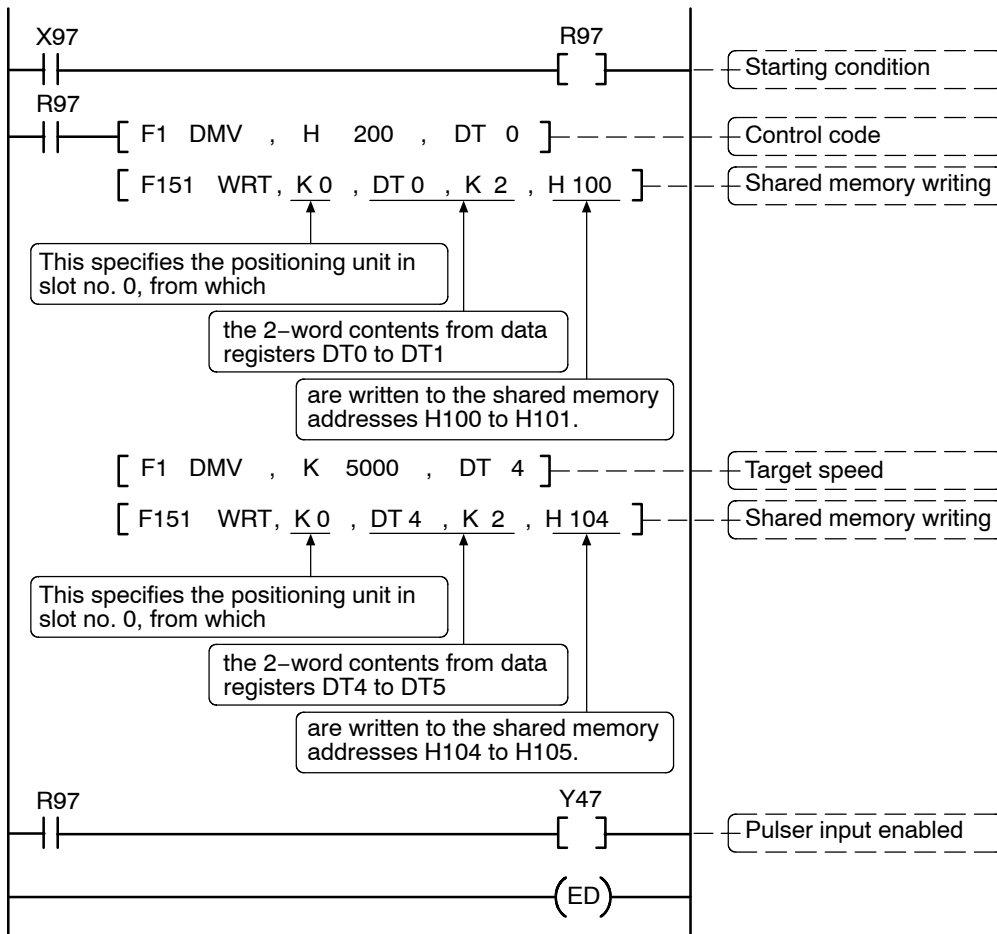 X97 R97
Starting condition
R97
[ F1 DMV , H 200 , DT 0 ] Control code
[ F151 WRT, K 0 , DT 0 , K 2 , H 100 ] Shared memory writing
This specifies the positioning unit in
slot no. 0, from which
the 2−word contents from data
registers DT0 to DT1
are written to the shared memory
addresses H100 to H101.
[ F1 DMV , K 5000 , DT 4 ] Target speed
[ F151 WRT, K 0 , DT 4 , K 2 , H 104 ] Shared memory writing
This specifies the positioning unit in
slot no. 0, from which
the 2−word contents from data
registers DT4 to DT5
are written to the shared memory
addresses H104 to H105.
R97 Y47
Pulser input enabled
(ED)